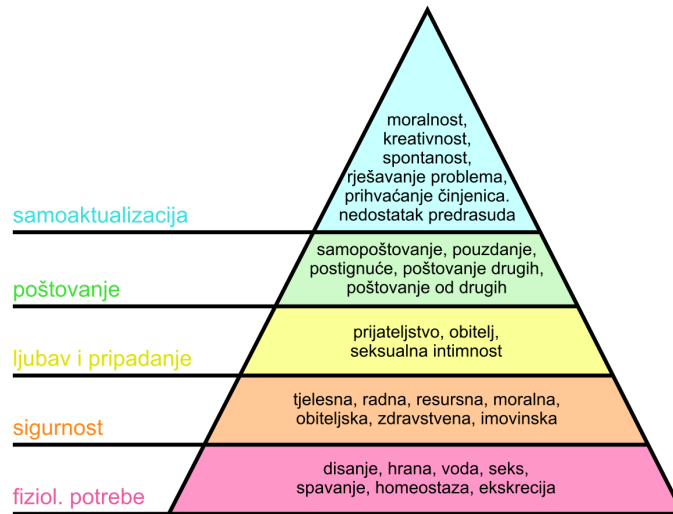 moralnost,
kreativnost,
spontanost,
rješavanje problema,
prihvaćanje činjenica.
nedostatak predrasuda
samoaktualizacija
samopoštovanje, pouzdanje,
postignuće, poštovanje drugih,
poštovanje od drugih
poštovanje
prijateljstvo, obitelj,
seksualna intimnost
ljubav i pripadanje
tjelesna, radna, resursna, moralna,
obiteljska, zdravstvena, imovinska
sigurnost
disanje, hrana, voda, seks,
spavanje, homeostaza, ekskrecija
fiziol. potrebe